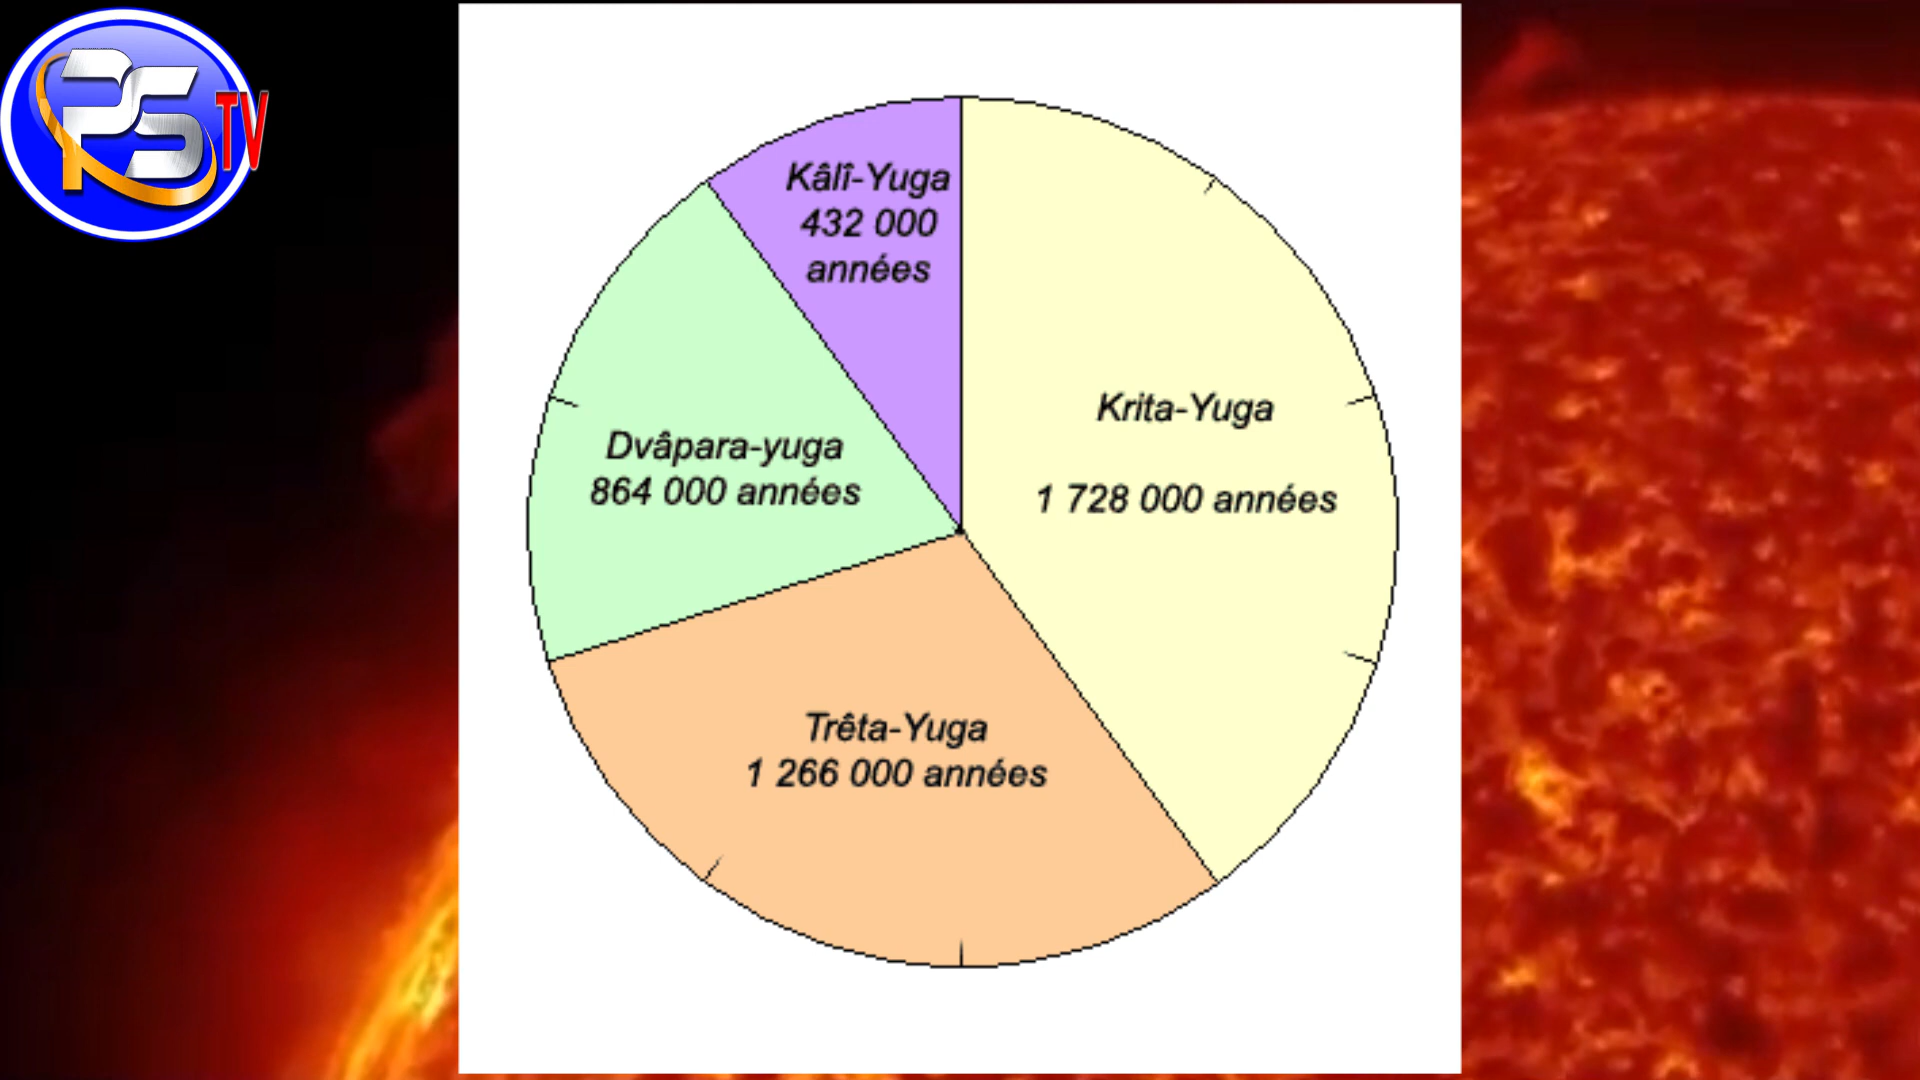 PS
TV
Kâlî-Yuga
432 000
années
Krita-Yuga
1 728 000 années
Dvâpara-yuga
864 000 années
Trêta-Yuga
1 266 000 années